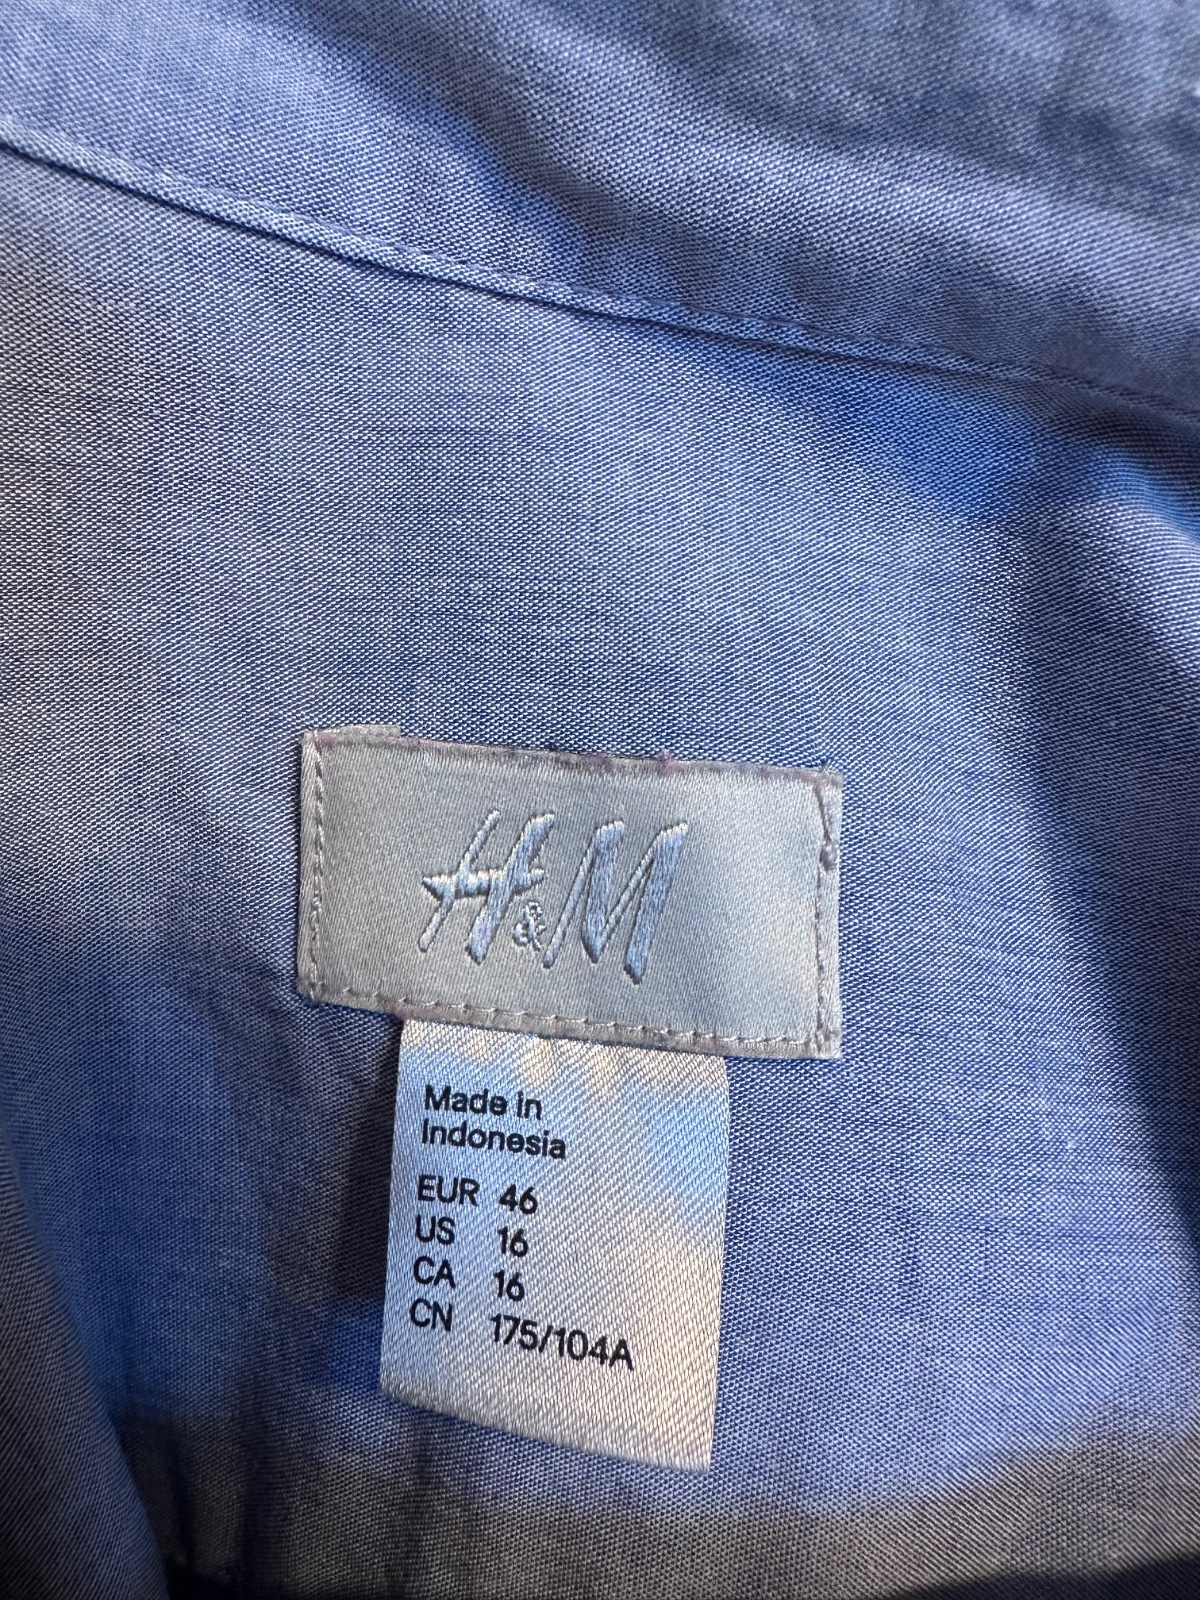 H&M
Made in
Indonesia
EUR 46
US 16
CA 16
CN 175/104A